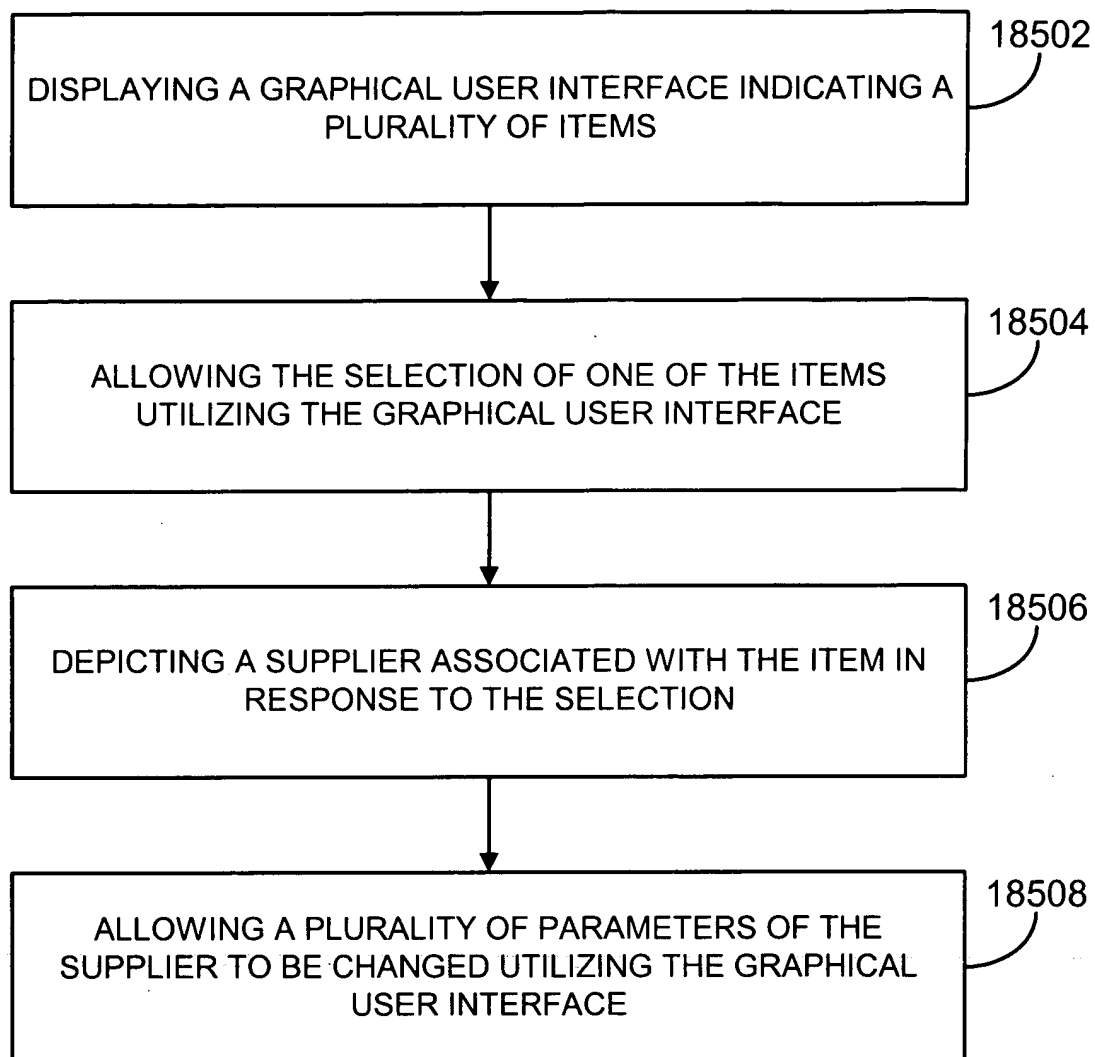 18502
DISPLAYING A GRAPHICAL USER INTERFACE INDICATING A
PLURALITY OF ITEMS
18504
ALLOWING THE SELECTION OF ONE OF THE ITEMS
UTILIZING THE GRAPHICAL USER INTERFACE
18506
DEPICTING A SUPPLIER ASSOCIATED WITH THE ITEM IN
RESPONSE TO THE SELECTION
18508
ALLOWING A PLURALITY OF PARAMETERS OF THE
SUPPLIER TO BE CHANGED UTILIZING THE GRAPHICAL
USER INTERFACE